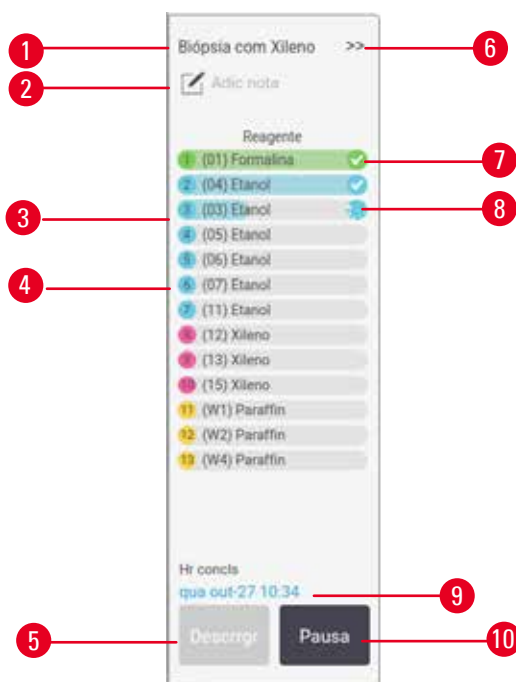 1 Biópsia com Xileno >> 6
2 Adic nota
Reagente
1 (01) Formalina 7
2 (04) Etanol
3 3 (03) Etanol 8
4 (05) Etanol
5 (06) Etanol
4 6 (07) Etanol
7 (11) Etanol
8 (12) Xileno
9 (13) Xileno
10 (15) Xileno
11 (W1) Paraffin
12 (W2) Paraffin
13 (W4) Paraffin
Hr concls
qua out-27 10:34 9
5 Descrrgr Pausa 10